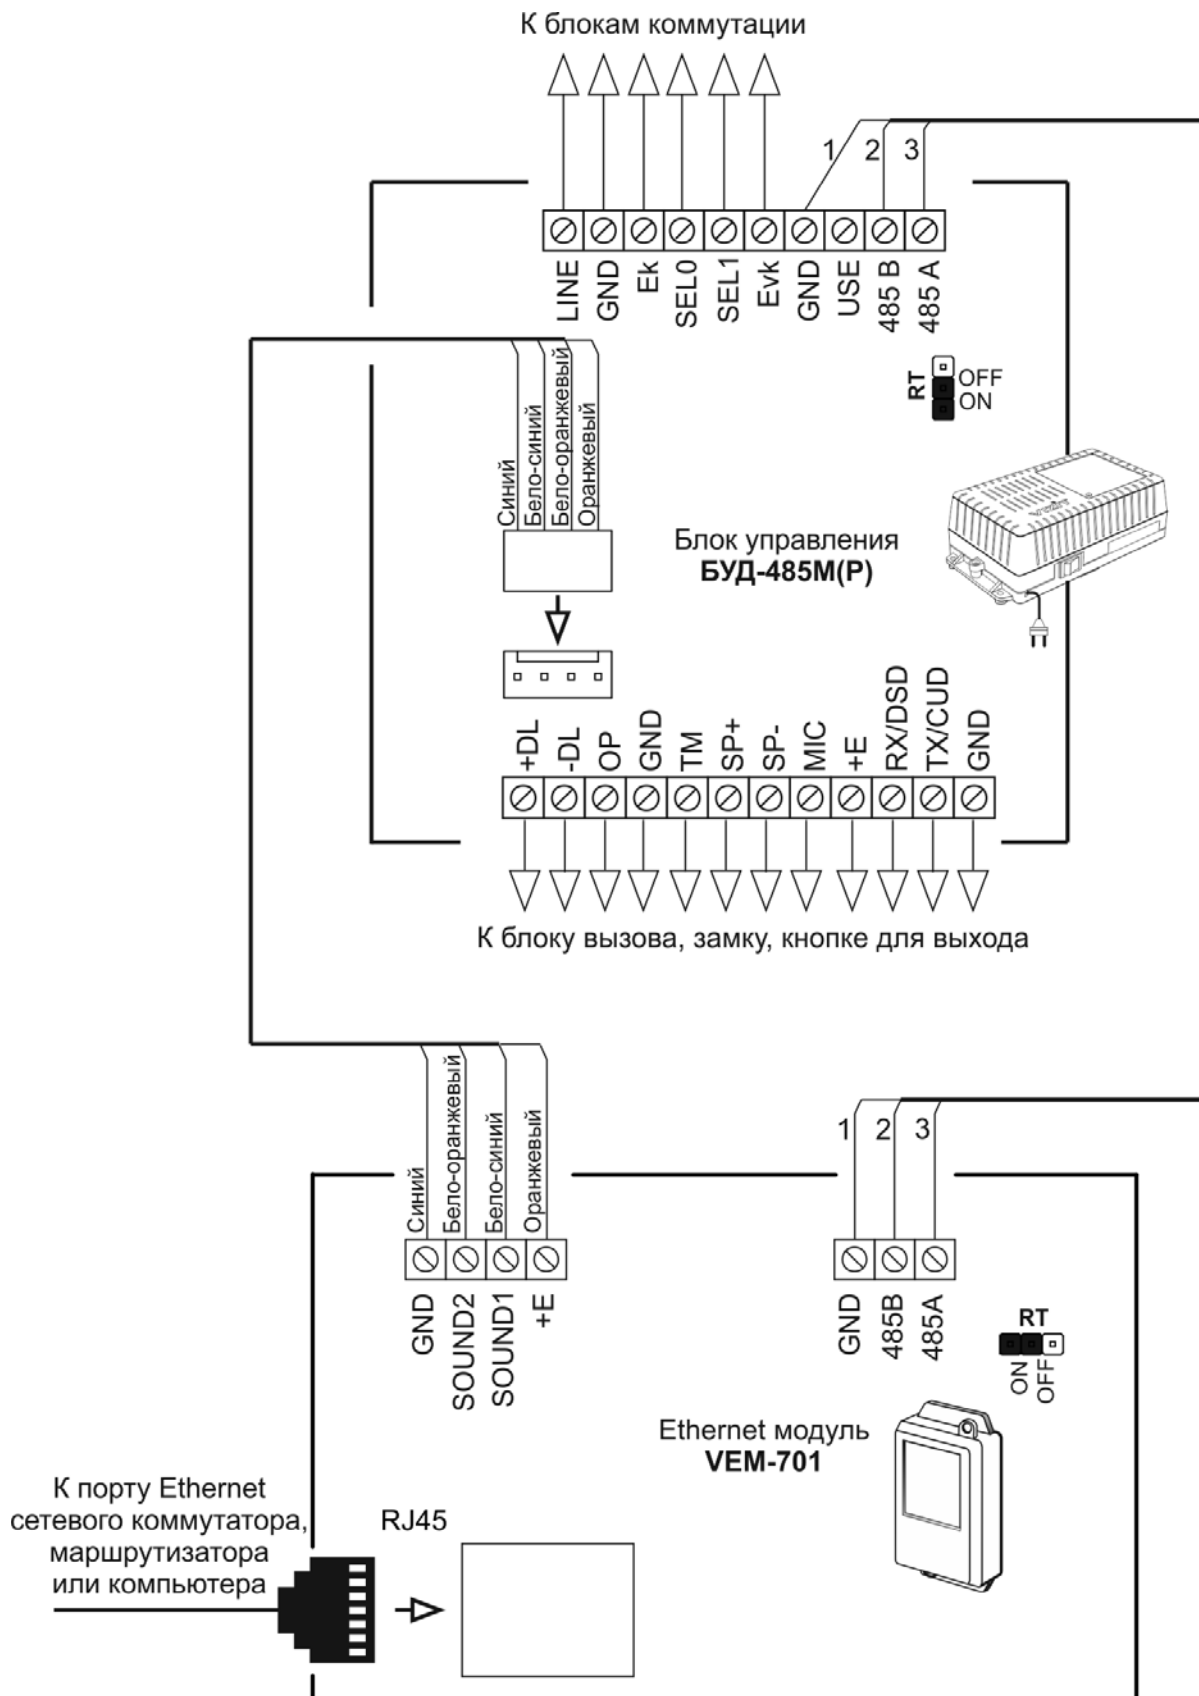 К блокам коммутации
1 2 3
LINE
GND
Ek
SEL0
SEL1
Evk
GND
USE
485 B
485 A
RT
OFF
ON
Синий
Бело-синий
Бело-оранжевый
Оранжевый
Блок управления
БУД-485М(Р)
+DL
-DL
OP
GND
TM
SP+
SP-
MIC
+E
RX/DSD
TX/CUD
GND
К блоку вызова, замку, кнопке для выхода
Синий
Бело-оранжевый
Бело-синий
Оранжевый
1 2 3
GND
SOUND2
SOUND1
+E
GND
485B
485A
RT
ON
OFF
Ethernet модуль
VEM-701
К порту Ethernet
сетевого коммутатора,
маршрутизатора
или компьютера
RJ45